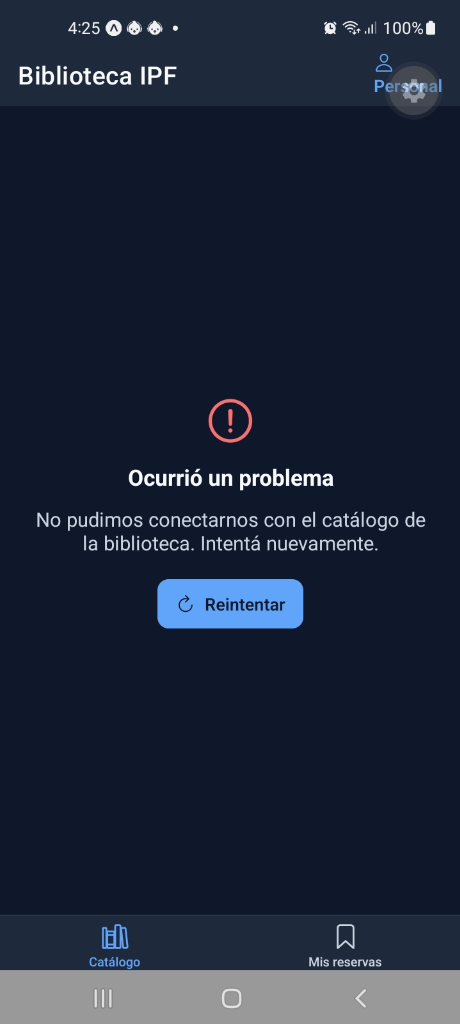 4:25
100%
Biblioteca IPF
Personal
Ocurrió un problema
No pudimos conectarnos con el catálogo de
la biblioteca. Intentá nuevamente.
Reintentar
Catálogo
Mis reservas